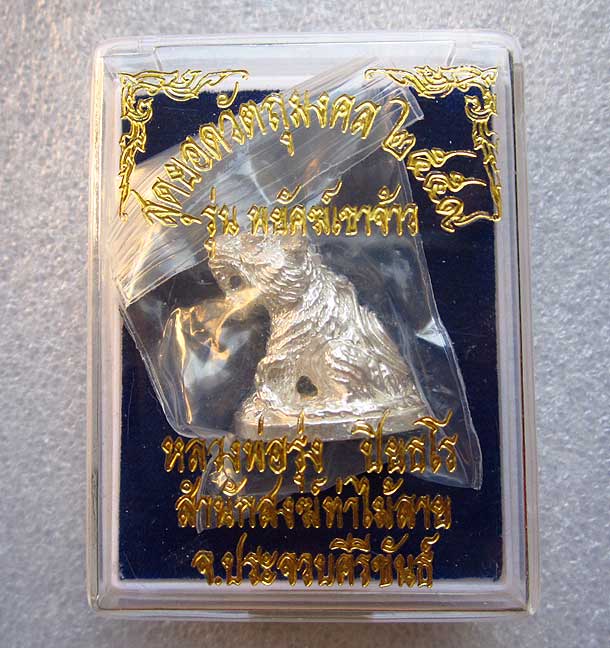 สุดยอดวัตถุมงคล ๒๕๕๗
รุ่น พยัคฆ์เขาจ้าว
หลวงพ่อรุ่ง ปิยธโร
สำนักสงฆ์ท่าไม้ลาย
จ.ประจวบคีรีขันธ์